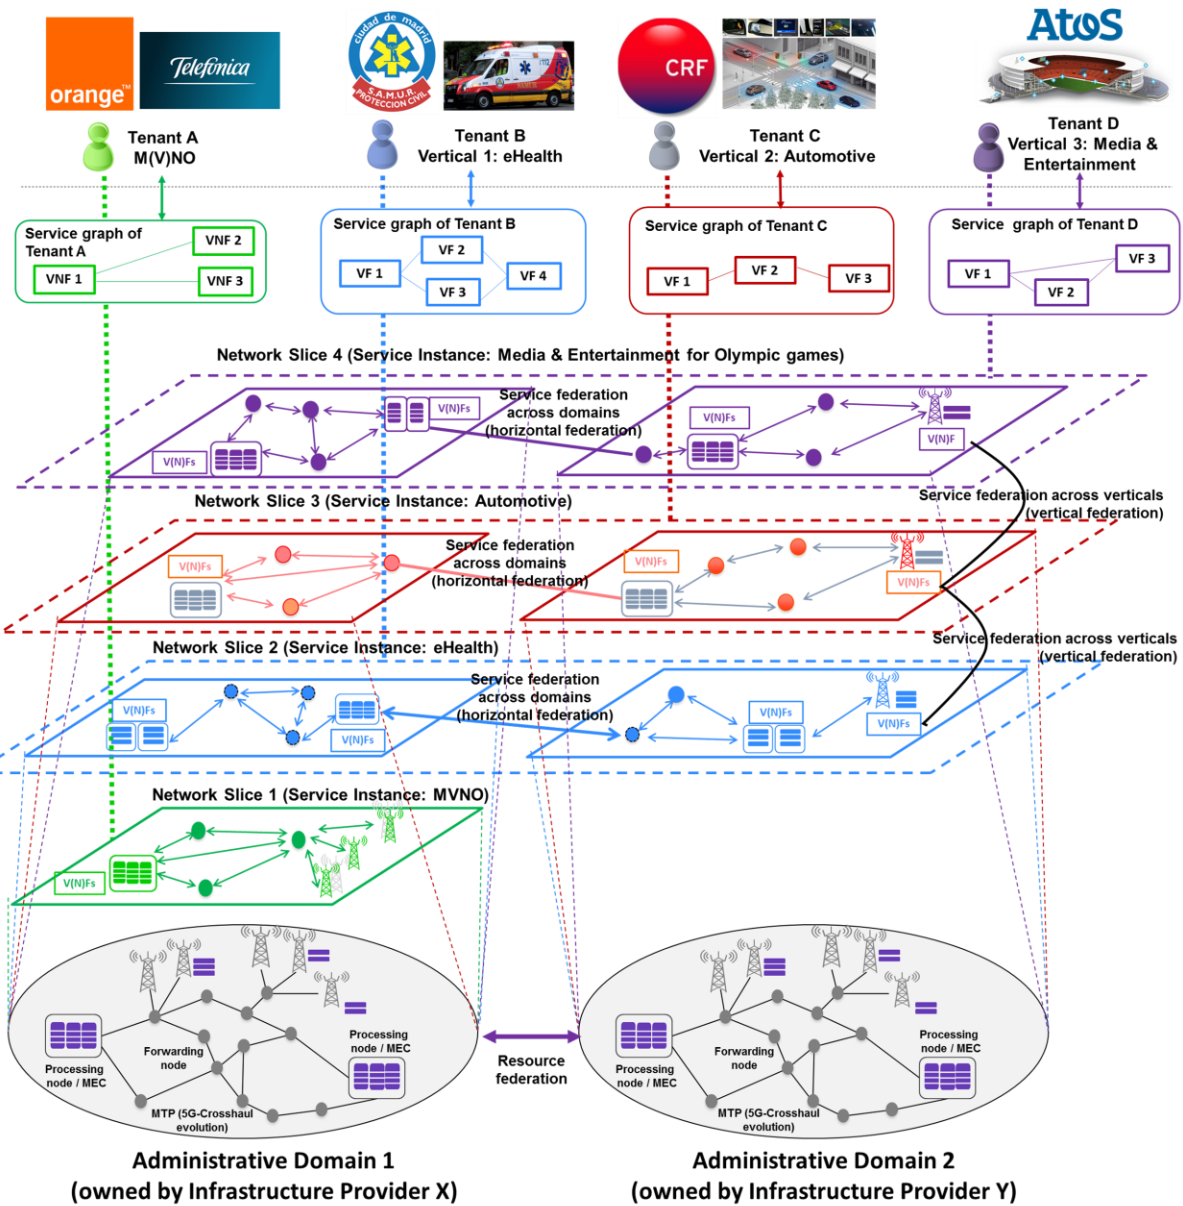 orange™
Telefónica
ciudad de madrid
S.A.M.U.R.
PROTECCION CIVIL
112
CRF
AtoS
Tenant A
M(V)NO
Tenant B
Vertical 1: eHealth
Tenant C
Vertical 2: Automotive
Tenant D
Vertical 3: Media &
Entertainment
Service graph of
Tenant A
VNF 1
VNF 2
VNF 3
Service graph of Tenant B
VF 1
VF 2
VF 3
VF 4
Service graph of Tenant C
VF 1
VF 2
VF 3
Service graph of Tenant D
VF 1
VF 2
VF 3
Network Slice 4 (Service Instance: Media & Entertainment for Olympic games)
V(N)Fs
V(N)Fs
Service federation
across domains
(horizontal federation)
V(N)Fs
V(N)F
Network Slice 3 (Service Instance: Automotive)
Service federation across verticals
(vertical federation)
V(N)Fs
Service federation
across domains
(horizontal federation)
V(N)Fs
V(N)Fs
Network Slice 2 (Service Instance: eHealth)
Service federation across verticals
(vertical federation)
V(N)Fs
V(N)Fs
Service federation
across domains
(horizontal federation)
V(N)Fs
V(N)Fs
Network Slice 1 (Service Instance: MVNO)
V(N)Fs
Processing
node / MEC
Forwarding
node
Processing
node / MEC
MTP (5G-Crosshaul
evolution)
Resource
federation
Processing
node / MEC
Forwarding
node
Processing
node / MEC
MTP (5G-Crosshaul
evolution)
Administrative Domain 1
(owned by Infrastructure Provider X)
Administrative Domain 2
(owned by Infrastructure Provider Y)